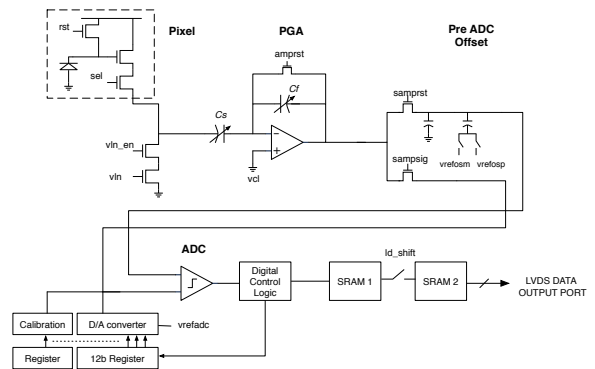 Pixel
PGA
Pre ADC
Offset
rst
sel
amprst
Cs
Cf
samprst
vln_en
vln
vcl
vrefosm
vrefosp
sampsig
ADC
ld_shift
Digital
Control
Logic
SRAM 1
SRAM 2
LVDS DATA
OUTPUT PORT
Calibration
D/A converter
vrefadc
Register
12b Register